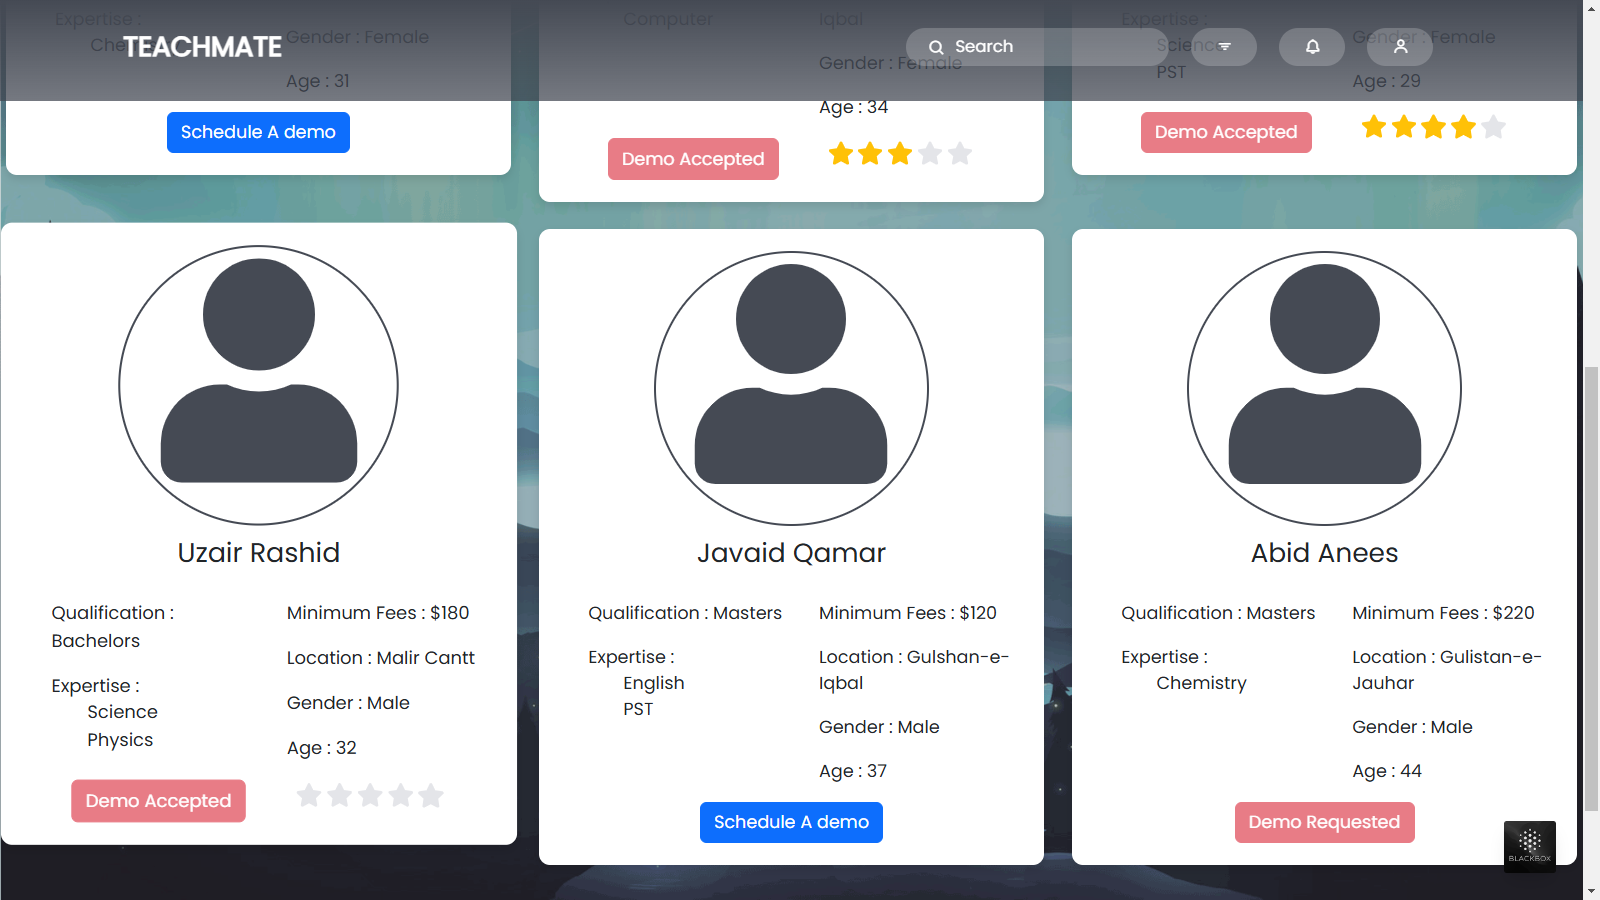 TEACHMATE
Search
Expertise :
Che
Gender : Female
Age : 31
Schedule A demo
Computer
Iqbal
Gender : Female
Age : 34
Demo Accepted
Expertise :
Science
PST
Gender : Female
Age : 29
Demo Accepted
Uzair Rashid
Qualification :
Bachelors
Expertise :
Science
Physics
Minimum Fees : $180
Location : Malir Cantt
Gender : Male
Age : 32
Demo Accepted
Javaid Qamar
Qualification : Masters
Expertise :
English
PST
Minimum Fees : $120
Location : Gulshan-e-
Iqbal
Gender : Male
Age : 37
Schedule A demo
Abid Anees
Qualification : Masters
Expertise :
Chemistry
Minimum Fees : $220
Location : Gulistan-e-
Jauhar
Gender : Male
Age : 44
Demo Requested
BLACKBOX